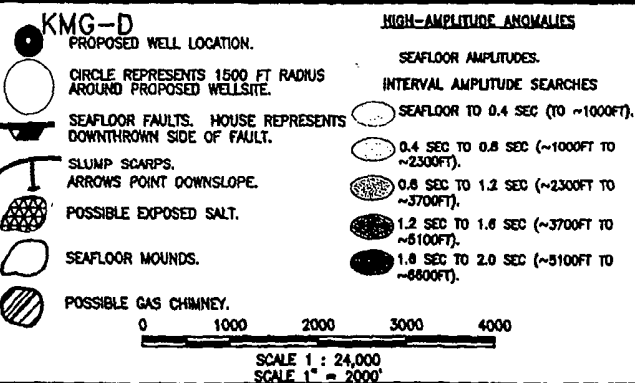 KMG-D
PROPOSED WELL LOCATION.
CIRCLE REPRESENTS 1500 FT RADIUS
AROUND PROPOSED WELLSITE.
SEAFLOOR FAULTS. HOUSE REPRESENTS
DOWNTHROWN SIDE OF FAULT.
SLUMP SCARPS.
ARROWS POINT DOWNSLOPE.
POSSIBLE EXPOSED SALT.
SEAFLOOR MOUNDS.
POSSIBLE GAS CHIMNEY.
HIGH-AMPLITUDE ANOMALIES
SEAFLOOR AMPLITUDES.
INTERVAL AMPLITUDE SEARCHES
SEAFLOOR TO 0.4 SEC (TO ~1000FT).
0.4 SEC TO 0.8 SEC (~1000FT TO
~2300FT).
0.8 SEC TO 1.2 SEC (~2300FT TO
~3700FT).
1.2 SEC TO 1.6 SEC (~3700FT TO
~5100FT).
1.6 SEC TO 2.0 SEC (~5100FT TO
~6600FT).
0 1000 2000 3000 4000
SCALE 1 : 24,000
SCALE 1" = 2000'